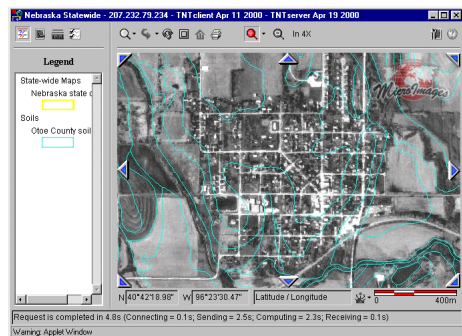 Nebraska Statewide - 207.232.79.234 - TNTclient Apr 11 2000 - TNTserver Apr 19 2000
In 4X
Legend
State-wide Maps
Nebraska state c
Soils
Otoe County soil
MicroImages
N 40°42'18.98" W 96°23'30.47" Latitude / Longitude
0 400m
Request is completed in 4.8s (Connecting = 0.1s; Sending = 2.5s; Computing = 2.3s; Receiving = 0.1s)
Warning: Applet Window